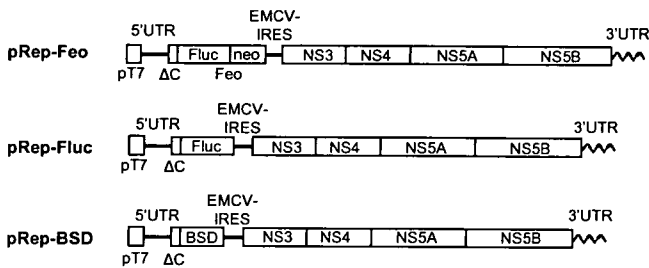 EMCV-
5'UTR IRES 3'UTR
pRep-Feo Fluc neo NS3 NS4 NS5A NS5B
pT7 ΔC Feo
EMCV-
5'UTR IRES 3'UTR
pRep-Fluc Fluc NS3 NS4 NS5A NS5B
pT7 ΔC
EMCV-
5'UTR IRES 3'UTR
pRep-BSD BSD NS3 NS4 NS5A NS5B
pT7 ΔC